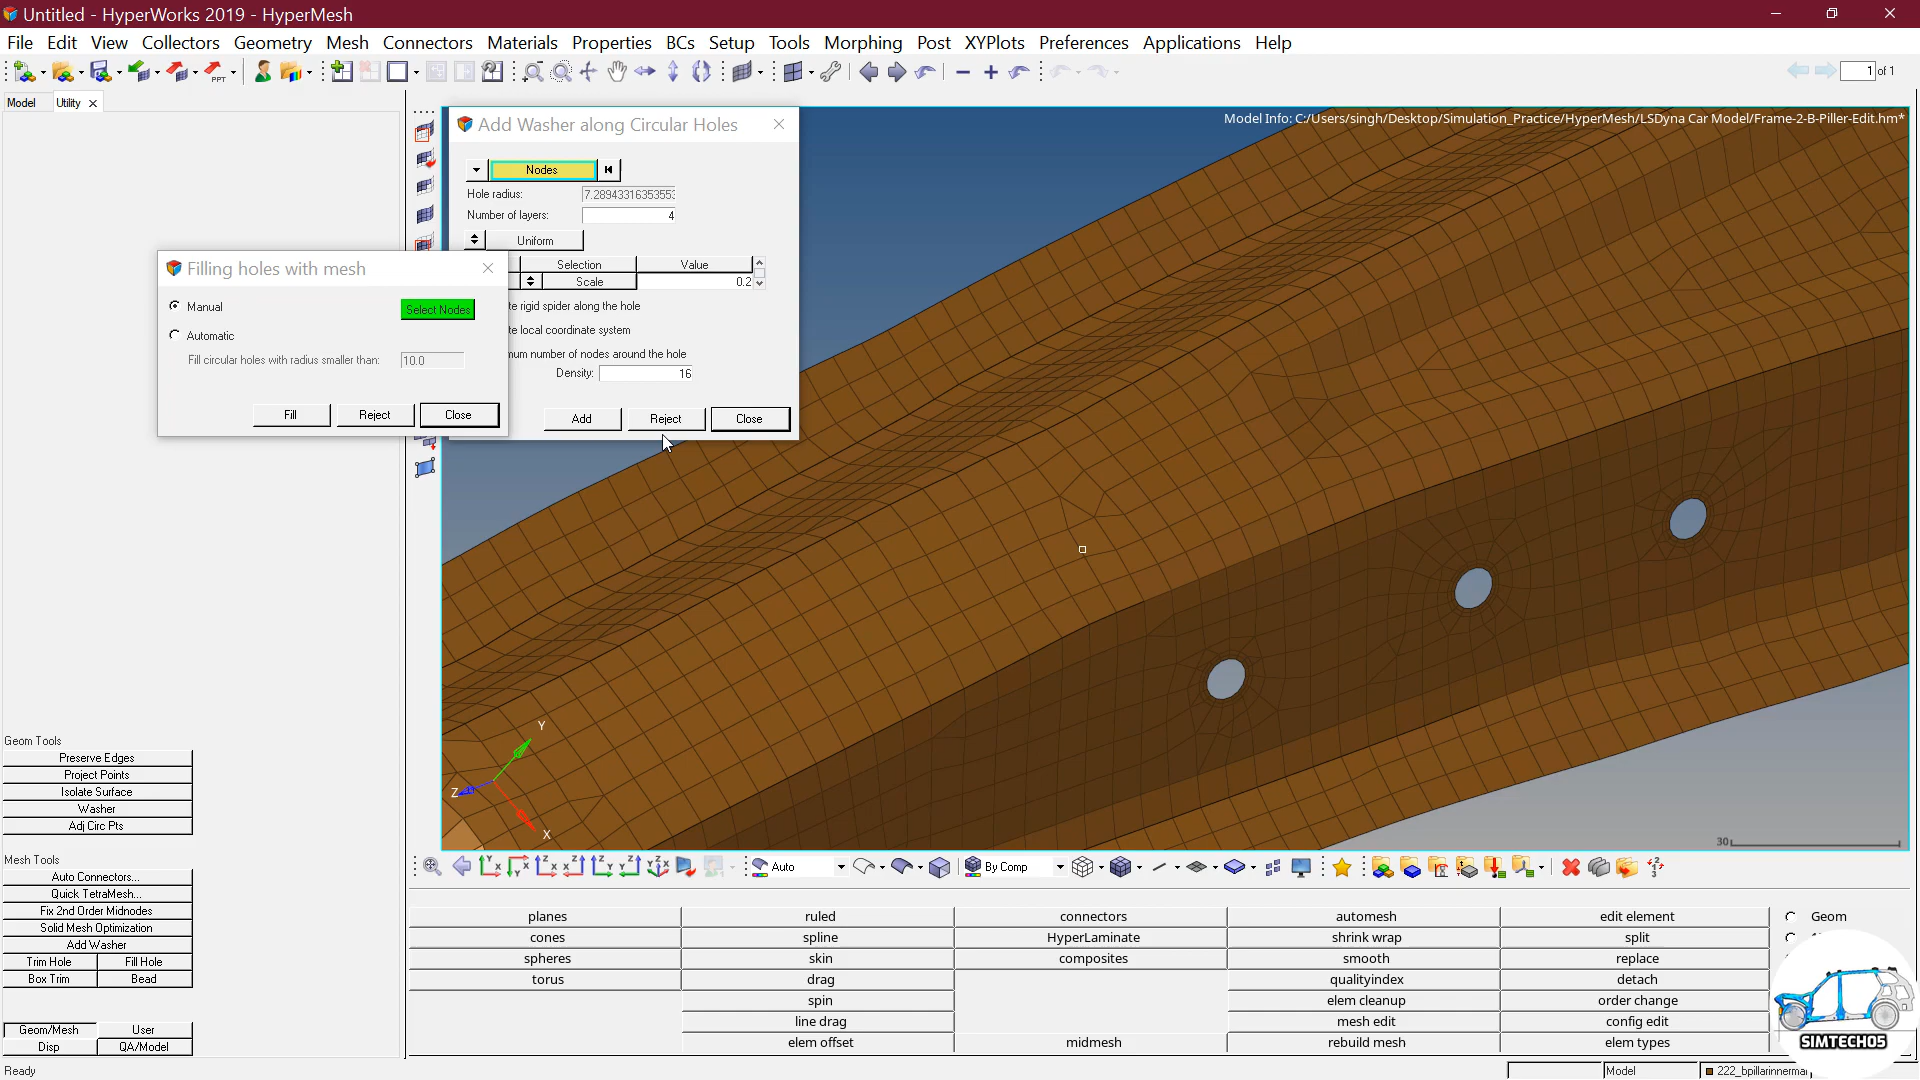 Untitled - HyperWorks 2019 - HyperMesh
File Edit View Collectors Geometry Mesh Connectors Materials Properties BCs Setup Tools Morphing Post XYPlots Preferences Applications Help
1 of 1
Model Utility
Model Info: C:/Users/singh/Desktop/Simulation_Practice/HyperMesh/LSDyna Car Model/Frame-2-B-Piller-Edit.hm*
Add Washer along Circular Holes
Nodes
Hole radius: 7.28943316353553
Number of layers: 4
Uniform
Selection Value
Scale 0.2
te rigid spider along the hole
te local coordinate system
num number of nodes around the hole
Density: 16
Add Reject Close
Filling holes with mesh
Manual Select Nodes
Automatic
Fill circular holes with radius smaller than: 10.0
Fill Reject Close
Y
Z
X
30
Geom Tools
Preserve Edges
Project Points
Isolate Surface
Washer
Adj Circ Pts
Mesh Tools
Auto Connectors...
Quick TetraMesh...
Fix 2nd Order Midnodes
Solid Mesh Optimization
Add Washer
Trim Hole Fill Hole
Box Trim Bead
Geom/Mesh User
Disp QA/Model
Auto By Comp
planes ruled connectors automesh edit element Geom
cones spline HyperLaminate shrink wrap split
spheres skin composites smooth replace
torus drag qualityindex detach
spin elem cleanup order change
line drag mesh edit config edit
elem offset midmesh rebuild mesh elem types
SIMTECH05
Ready Model 222_bpillarinnerma